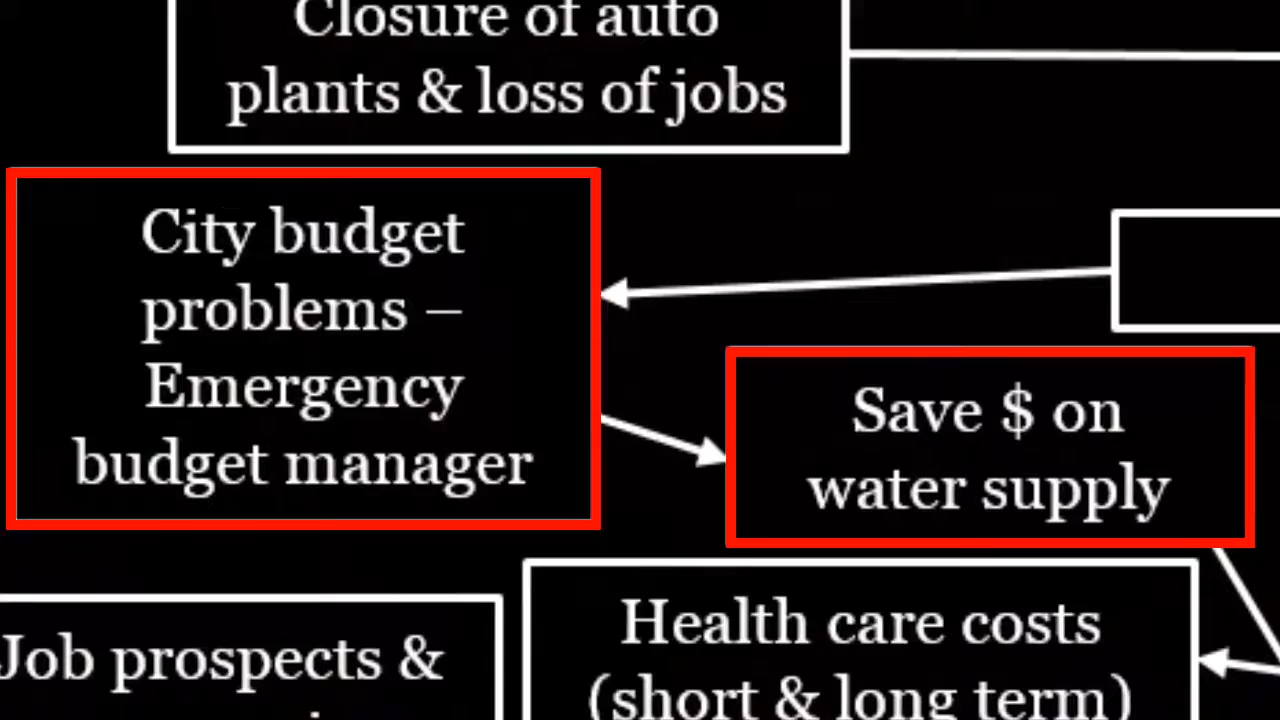 Closure of auto
plants & loss of jobs
City budget
problems –
Emergency
budget manager
Save $ on
water supply
Health care costs
(short & long term)
Job prospects &